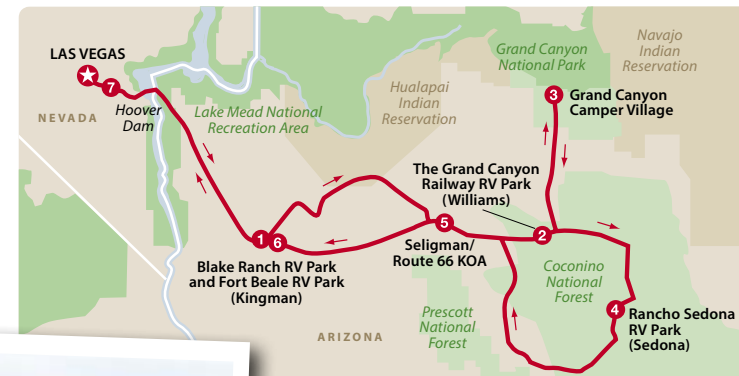 LAS VEGAS
7
Hoover
Dam
NEVADA
Lake Mead National
Recreation Area
Hualapai
Indian
Reservation
Grand Canyon
National Park
Navajo
Indian
Reservation
3
Grand Canyon
Camper Village
The Grand Canyon
Railway RV Park
(Williams)
1
6
Blake Ranch RV Park
and Fort Beale RV Park
(Kingman)
5
Seligman/
Route 66 KOA
2
Coconino
National
Forest
4
Rancho Sedona
RV Park
(Sedona)
Prescott
National
Forest
ARIZONA